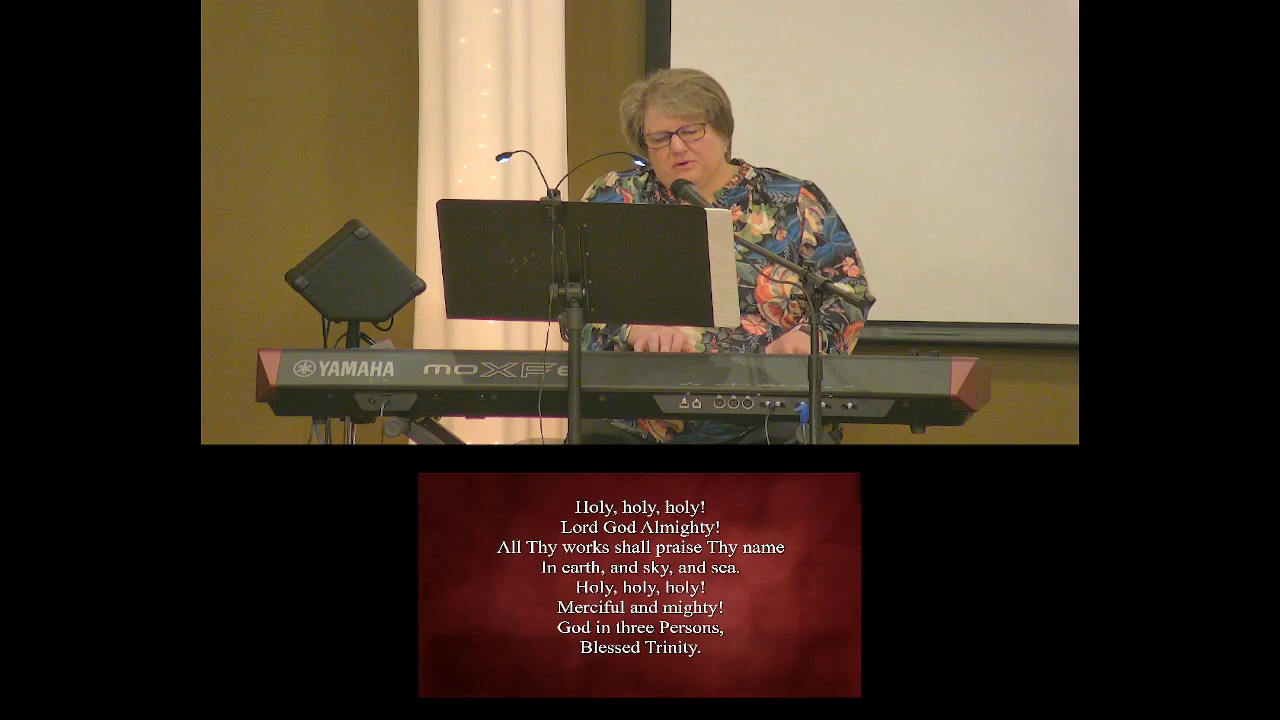 YAMAHA MOXF8
Holy, holy, holy!
Lord God Almighty!
All Thy works shall praise Thy name
In earth, and sky, and sea.
Holy, holy, holy!
Merciful and mighty!
God in three Persons,
Blessed Trinity.